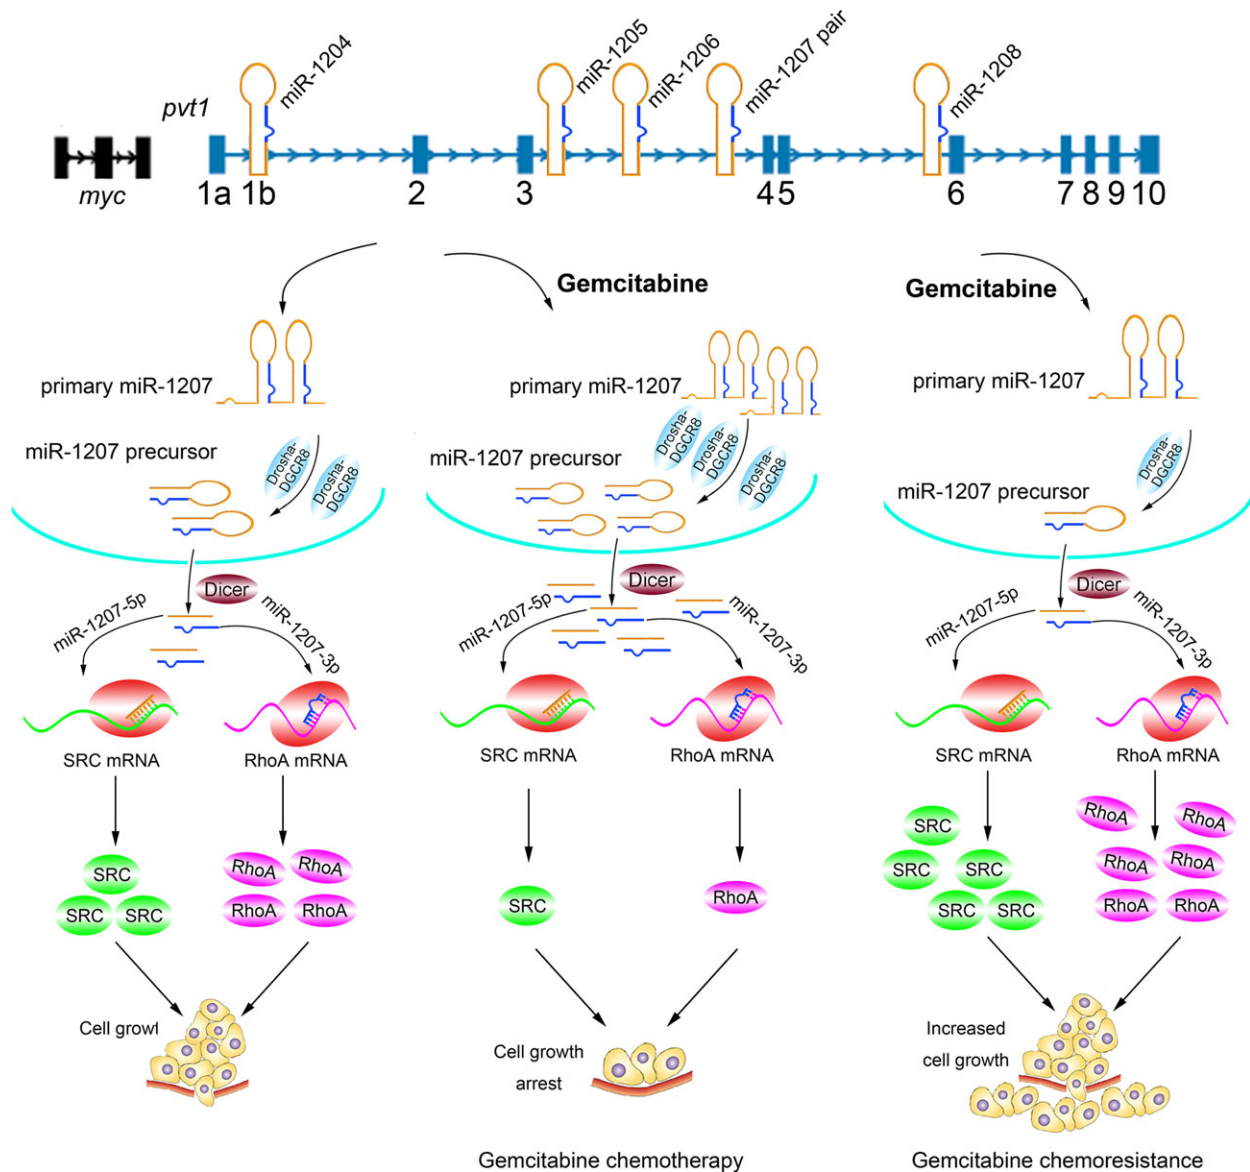 miR-1204
miR-1205
miR-1206
miR-1207 pair
miR-1208
pvt1
myc
1a 1b 2 3 45 6 7 8 9 10
Gemcitabine
Gemcitabine
primary miR-1207
primary miR-1207
primary miR-1207
Drosha-
DGCR8
Drosha-
DGCR8
Drosha-
DGCR8
Drosha-
DGCR8
Drosha-
DGCR8
Drosha-
DGCR8
miR-1207 precursor
miR-1207 precursor
miR-1207 precursor
Dicer
Dicer
Dicer
miR-1207-5p
miR-1207-3p
miR-1207-5p
miR-1207-3p
miR-1207-5p
miR-1207-3p
SRC mRNA
RhoA mRNA
SRC mRNA
RhoA mRNA
SRC mRNA
RhoA mRNA
SRC
SRC SRC
RhoA RhoA
RhoA RhoA
SRC
RhoA
SRC
SRC SRC
SRC SRC
RhoA RhoA
RhoA RhoA
RhoA RhoA
Cell growl
Cell growth
arrest
Increased
cell growth
Gemcitabine chemotherapy
Gemcitabine chemoresistance